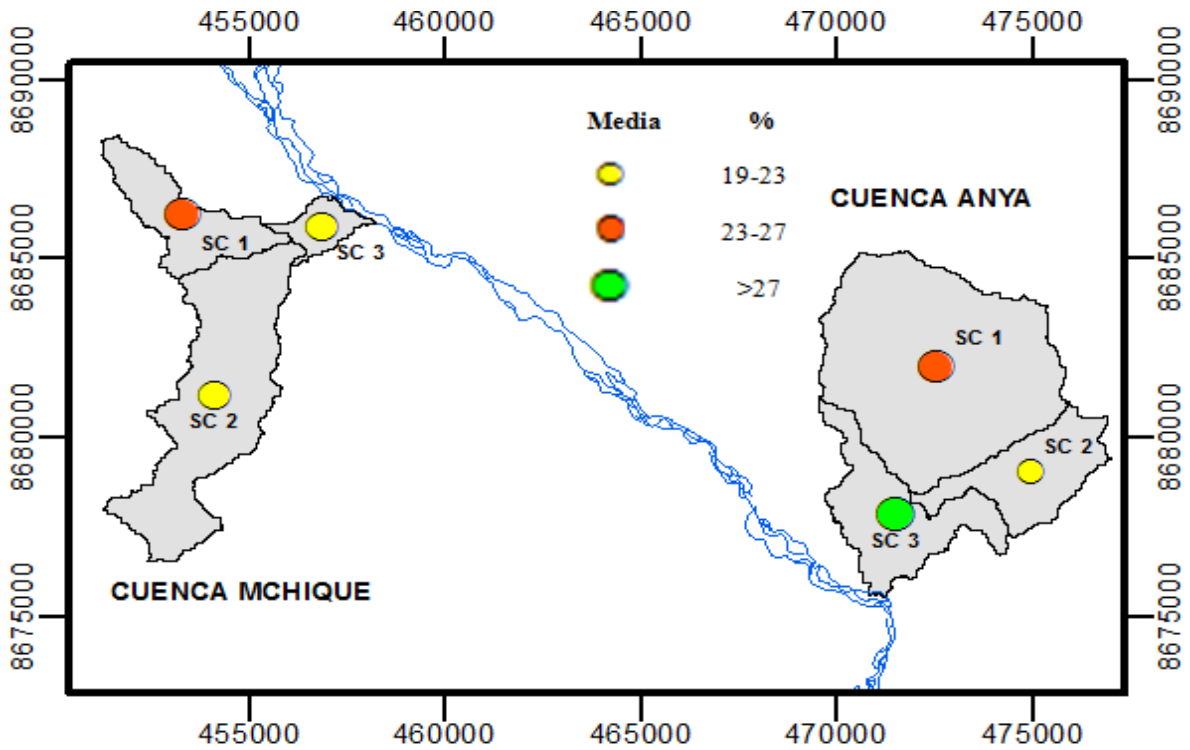 455000 460000 465000 470000 475000
8690000 8690000
Media %
19-23
CUENCA ANYA
23-27
SC 1
SC 3
8685000 8685000
>27
SC 1
SC 2
8680000 8680000
SC 2
SC 3
CUENCA MCHIQUE
8675000 8675000
455000 460000 465000 470000 475000